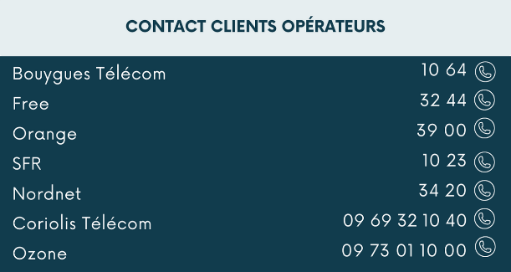 CONTACT CLIENTS OPÉRATEURS
Bouygues Télécom 10 64
Free 32 44
Orange 39 00
SFR 10 23
Nordnet 34 20
Coriolis Télécom 09 69 32 10 40
Ozone 09 73 01 10 00